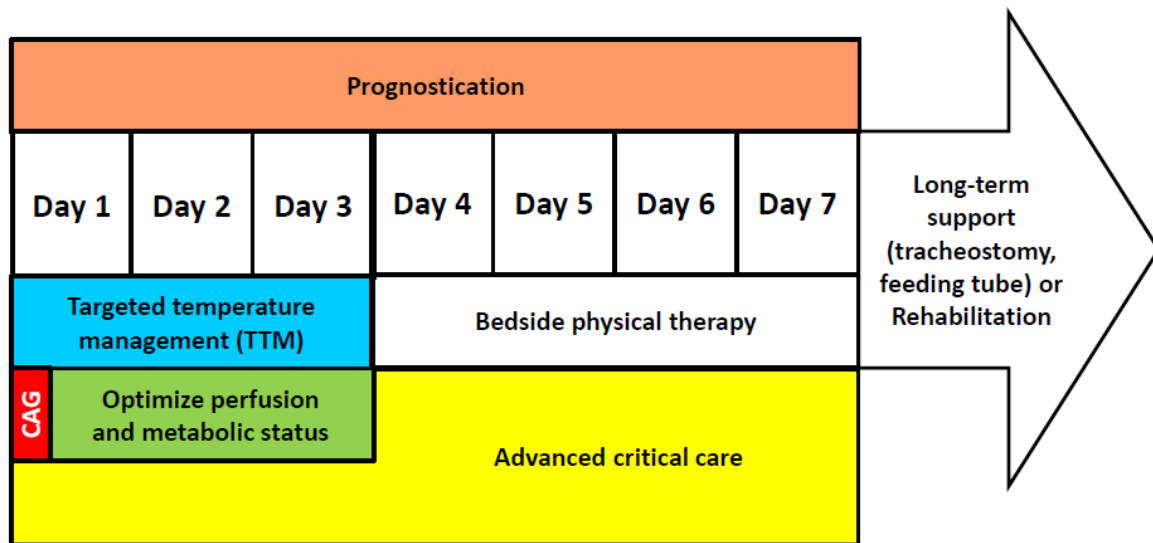 Prognostication
Day 1
Day 2
Day 3
Day 4
Day 5
Day 6
Day 7
Long-term
support
(tracheostomy,
feeding tube) or
Rehabilitation
Targeted temperature
management (TTM)
Bedside physical therapy
CAG
Optimize perfusion
and metabolic status
Advanced critical care